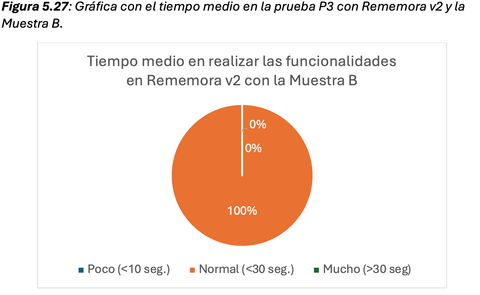 Figura 5.27: Gráfica con el tiempo medio en la prueba P3 con Rememora v2 y la
Muestra B.
Tiempo medio en realizar las funcionalidades
en Rememora v2 con la Muestra B
0%
0%
100%
Poco (<10 seg.) Normal (<30 seg.) Mucho (>30 seg)